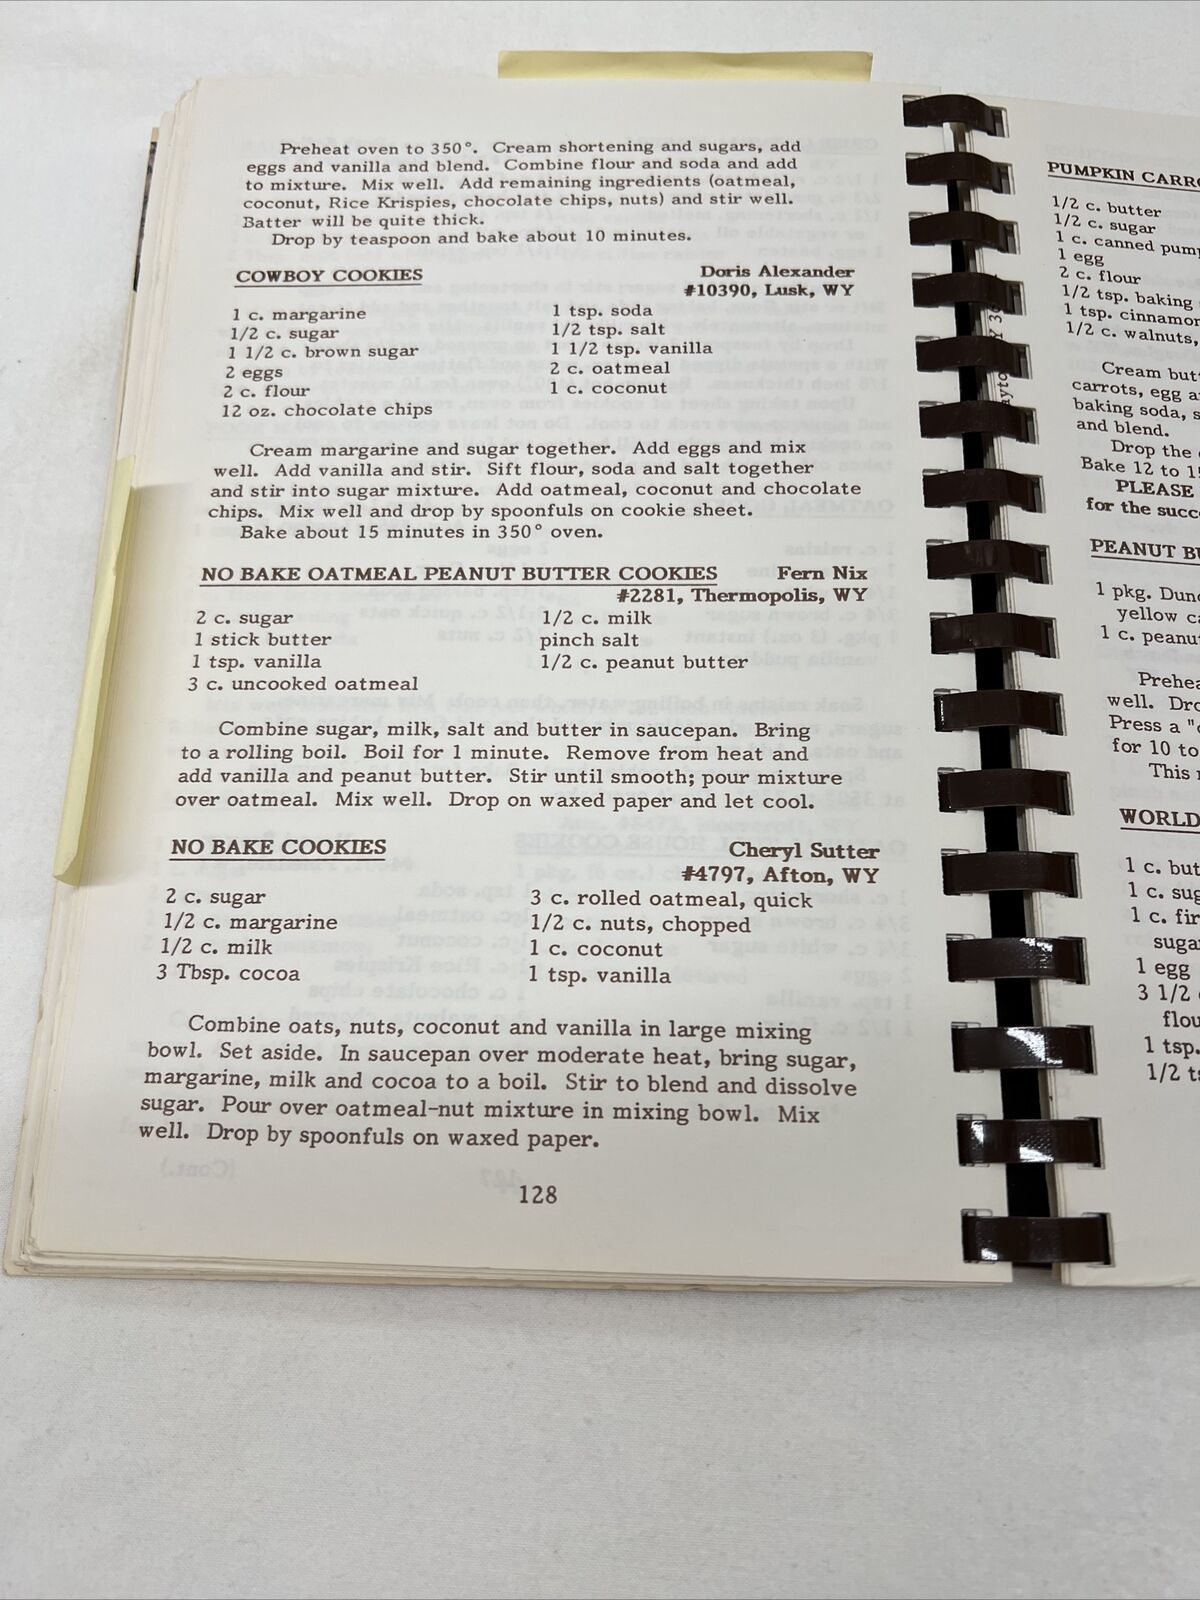 Preheat oven to 350°. Cream shortening and sugars, add
eggs and vanilla and blend. Combine flour and soda and add
to mixture. Mix well. Add remaining ingredients (oatmeal,
coconut, Rice Krispies, chocolate chips, nuts) and stir well.
Batter will be quite thick.
Drop by teaspoon and bake about 10 minutes.
COWBOY COOKIES Doris Alexander
#10390, Lusk, WY
1 c. margarine 1 tsp. soda
1/2 c. sugar 1/2 tsp. salt
1 1/2 c. brown sugar 1 1/2 tsp. vanilla
2 eggs 2 c. oatmeal
2 c. flour 1 c. coconut
12 oz. chocolate chips
Cream margarine and sugar together. Add eggs and mix
well. Add vanilla and stir. Sift flour, soda and salt together
and stir into sugar mixture. Add oatmeal, coconut and chocolate
chips. Mix well and drop by spoonfuls on cookie sheet.
Bake about 15 minutes in 350° oven.
NO BAKE OATMEAL PEANUT BUTTER COOKIES Fern Nix
#2281, Thermopolis, WY
2 c. sugar 1/2 c. milk
1 stick butter pinch salt
1 tsp. vanilla 1/2 c. peanut butter
3 c. uncooked oatmeal
Combine sugar, milk, salt and butter in saucepan. Bring
to a rolling boil. Boil for 1 minute. Remove from heat and
add vanilla and peanut butter. Stir until smooth; pour mixture
over oatmeal. Mix well. Drop on waxed paper and let cool.
NO BAKE COOKIES Cheryl Sutter
#4797, Afton, WY
2 c. sugar 3 c. rolled oatmeal, quick
1/2 c. margarine 1/2 c. nuts, chopped
1/2 c. milk 1 c. coconut
3 Tbsp. cocoa 1 tsp. vanilla
Combine oats, nuts, coconut and vanilla in large mixing
bowl. Set aside. In saucepan over moderate heat, bring sugar,
margarine, milk and cocoa to a boil. Stir to blend and dissolve
sugar. Pour over oatmeal-nut mixture in mixing bowl. Mix
well. Drop by spoonfuls on waxed paper.
128
PUMPKIN
1/2 c. butter
1/2 c. sugar
1 c. canned
1 egg
2 c. flour
1/2 tsp. baking
1 tsp.
1/2 c. walnuts,
Cream
carrots, egg
baking soda,
and blend.
Drop the
Bake 12 to
PLEASE
for the
PEANUT
1 pkg.
yellow
1 c.
well.
Press a
for 10 to
This
1 c.
1 c.
1 c.
1 egg
3 1/2
1 tsp.
1/2